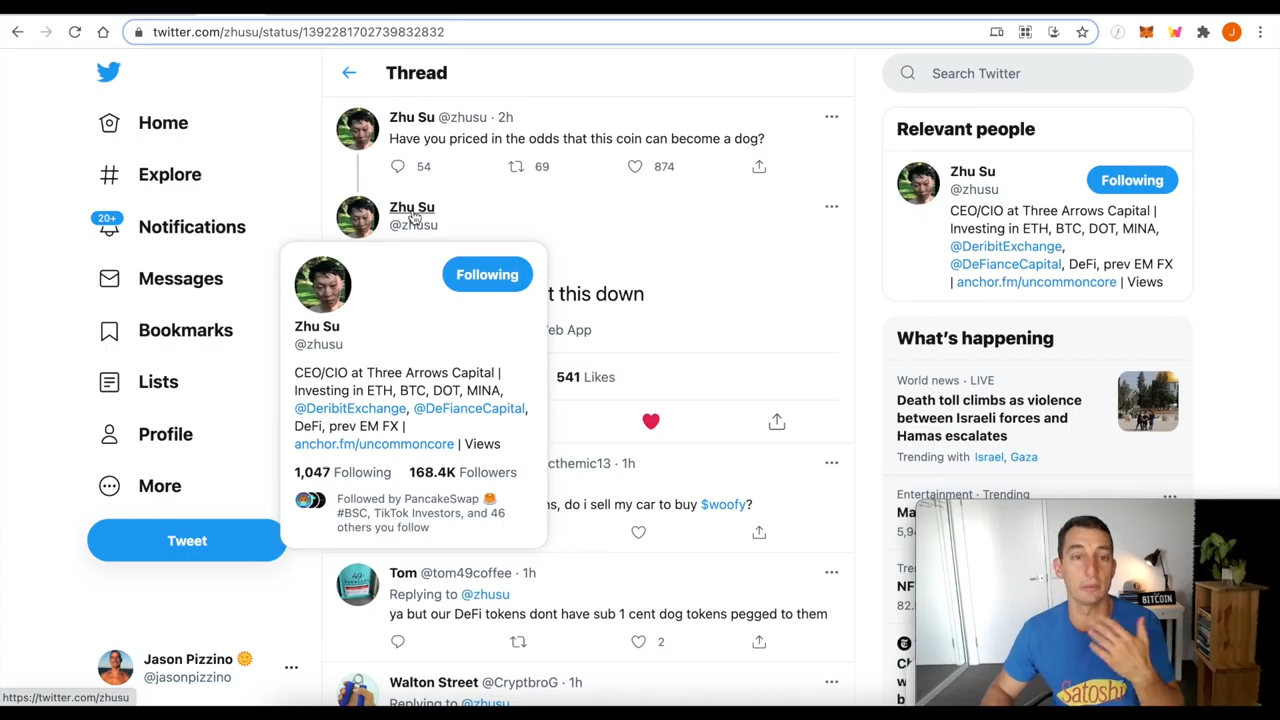 twitter.com/zhusu/status/1392281702739832832
J
Home
Explore
20+
Notifications
Messages
Bookmarks
Lists
Profile
More
Tweet
Jason Pizzino
@jasonpizzino
https://twitter.com/zhusu
Thread
Zhu Su @zhusu · 2h
Have you priced in the odds that this coin can become a dog?
54 69 874
Zhu Su
@zhusu
t this down
eb App
541 Likes
Following
Zhu Su
@zhusu
CEO/CIO at Three Arrows Capital |
Investing in ETH, BTC, DOT, MINA,
@DeribitExchange, @DeFianceCapital,
DeFi, prev EM FX |
anchor.fm/uncommoncore | Views
1,047 Following 168.4K Followers
Followed by PancakeSwap
#BSC, TikTok Investors, and 46
others you follow
cthemic13 · 1h
s, do i sell my car to buy $woofy?
Tom @tom49coffee · 1h
Replying to @zhusu
ya but our DeFi tokens dont have sub 1 cent dog tokens pegged to them
2
Walton Street @CryptbroG · 1h
Replying to @zhusu
Search Twitter
Relevant people
Zhu Su
@zhusu
Following
CEO/CIO at Three Arrows Capital |
Investing in ETH, BTC, DOT, MINA,
@DeribitExchange,
@DeFianceCapital, DeFi, prev EM FX
| anchor.fm/uncommoncore | Views
What's happening
World news · LIVE
Death toll climbs as violence
between Israeli forces and
Hamas escalates
Trending with Israel, Gaza
Entertainment · Trending
Ma
5,9
Tre
NF
82.
BITCOIN
Satoshi